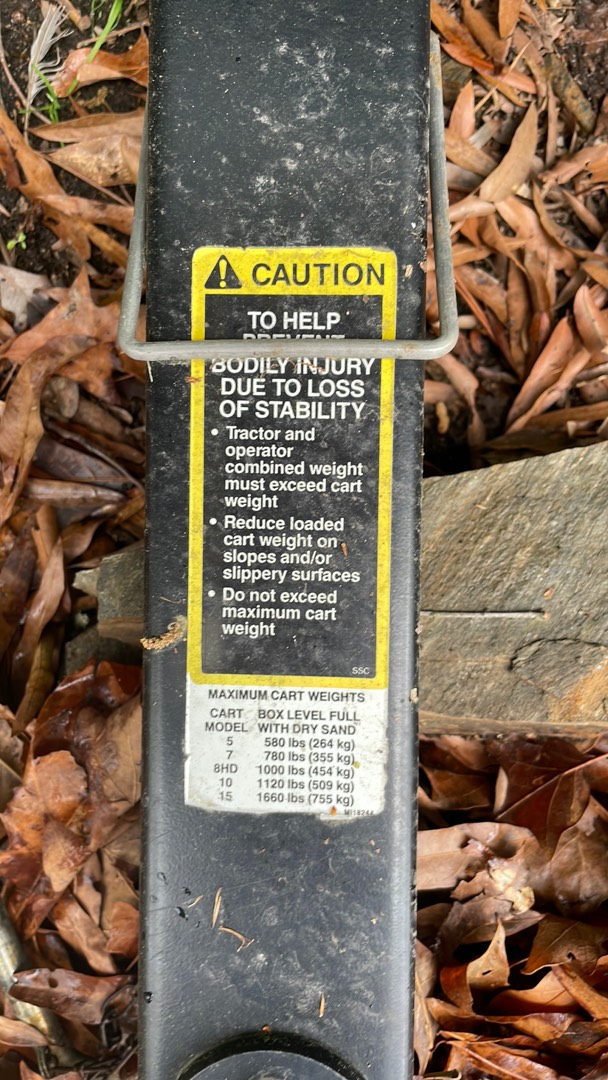 CAUTION
TO HELP
PREVENT
BODILY INJURY
DUE TO LOSS
OF STABILITY
• Tractor and
operator
combined weight
must exceed cart
weight
• Reduce loaded
cart weight on
slopes and/or
slippery surfaces
• Do not exceed
maximum cart
weight
SSC
MAXIMUM CART WEIGHTS
CART BOX LEVEL FULL
MODEL WITH DRY SAND
5 580 lbs (264 kg)
7 780 lbs (355 kg)
8HD 1000 lbs (454 kg)
10 1120 lbs (509 kg)
15 1660 lbs (755 kg)
M118244